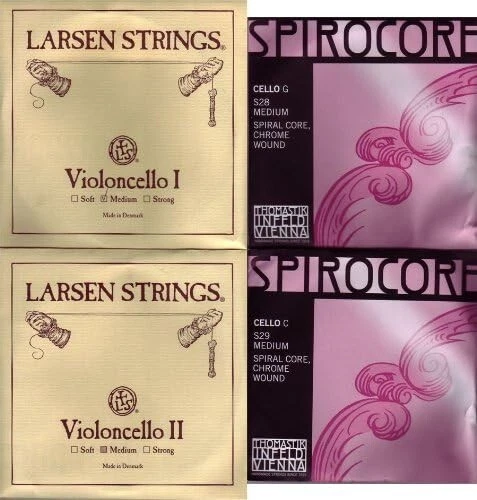 LARSEN STRINGS®
Violoncello I
☐ Soft ☑ Medium ☐ Strong
Made in Denmark
SPIROCORE
CELLO G
S28
MEDIUM
SPIRAL CORE,
CHROME
WOUND
THOMASTIK
INFELD
VIENNA
LARSEN STRINGS®
Violoncello II
☐ Soft ☒ Medium ☐ Strong
Made in Denmark
SPIROCORE
CELLO C
S29
MEDIUM
SPIRAL CORE,
CHROME
WOUND
THOMASTIK
INFELD
VIENNA